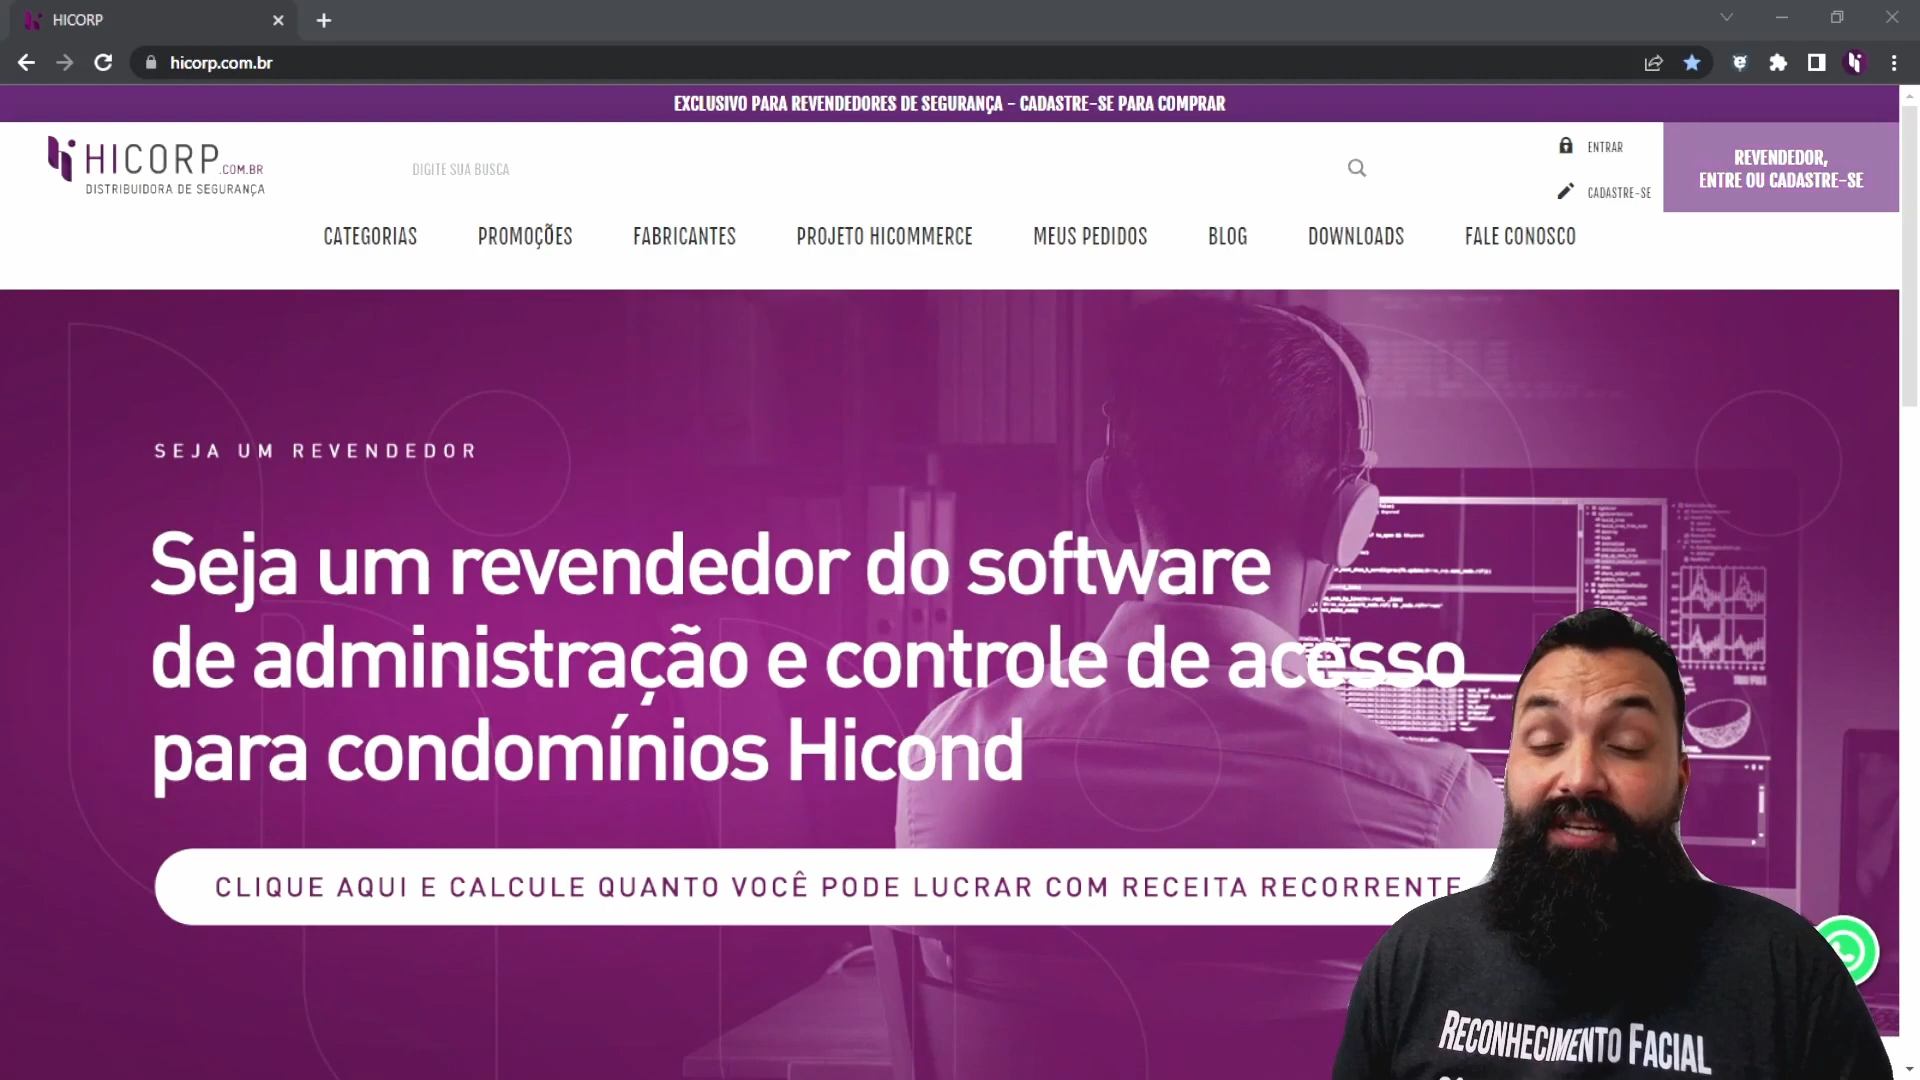 HICORP
hicorp.com.br
EXCLUSIVO PARA REVENDEDORES DE SEGURANÇA - CADASTRE-SE PARA COMPRAR
HICORP.COM.BR
DISTRIBUIDORA DE SEGURANÇA
DIGITE SUA BUSCA
ENTRAR
CADASTRE-SE
REVENDEDOR,
ENTRE OU CADASTRE-SE
CATEGORIAS PROMOÇÕES FABRICANTES PROJETO HICOMMERCE MEUS PEDIDOS BLOG DOWNLOADS FALE CONOSCO
SEJA UM REVENDEDOR
Seja um revendedor do software
de administração e controle de acesso
para condomínios Hicond
CLIQUE AQUI E CALCULE QUANTO VOCÊ PODE LUCRAR COM RECEITA RECORRENTE
RECONHECIMENTO FACIAL